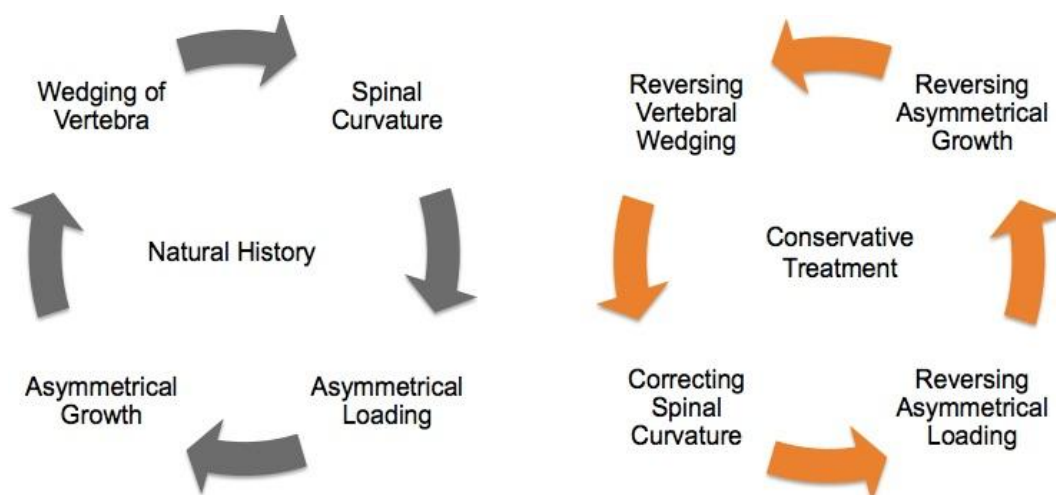 Wedging of
Vertebra
Spinal
Curvature
Natural History
Asymmetrical
Growth
Asymmetrical
Loading
Reversing
Vertebral
Wedging
Reversing
Asymmetrical
Growth
Conservative
Treatment
Correcting
Spinal
Curvature
Reversing
Asymmetrical
Loading